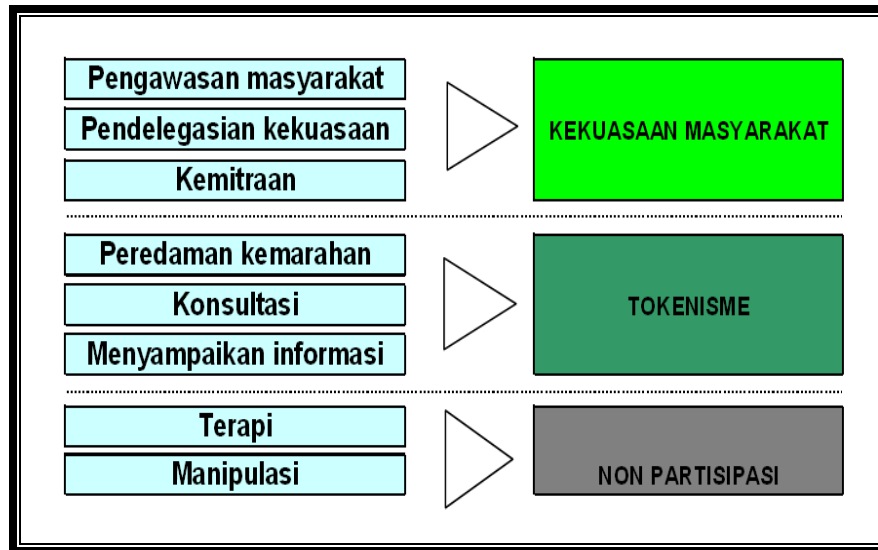 Pengawasan masyarakat
Pendelegasian kekuasaan
Kemitraan
KEKUASAAN MASYARAKAT
Peredaman kemarahan
Konsultasi
Menyampaikan informasi
TOKENISME
Terapi
Manipulasi
NON PARTISIPASI